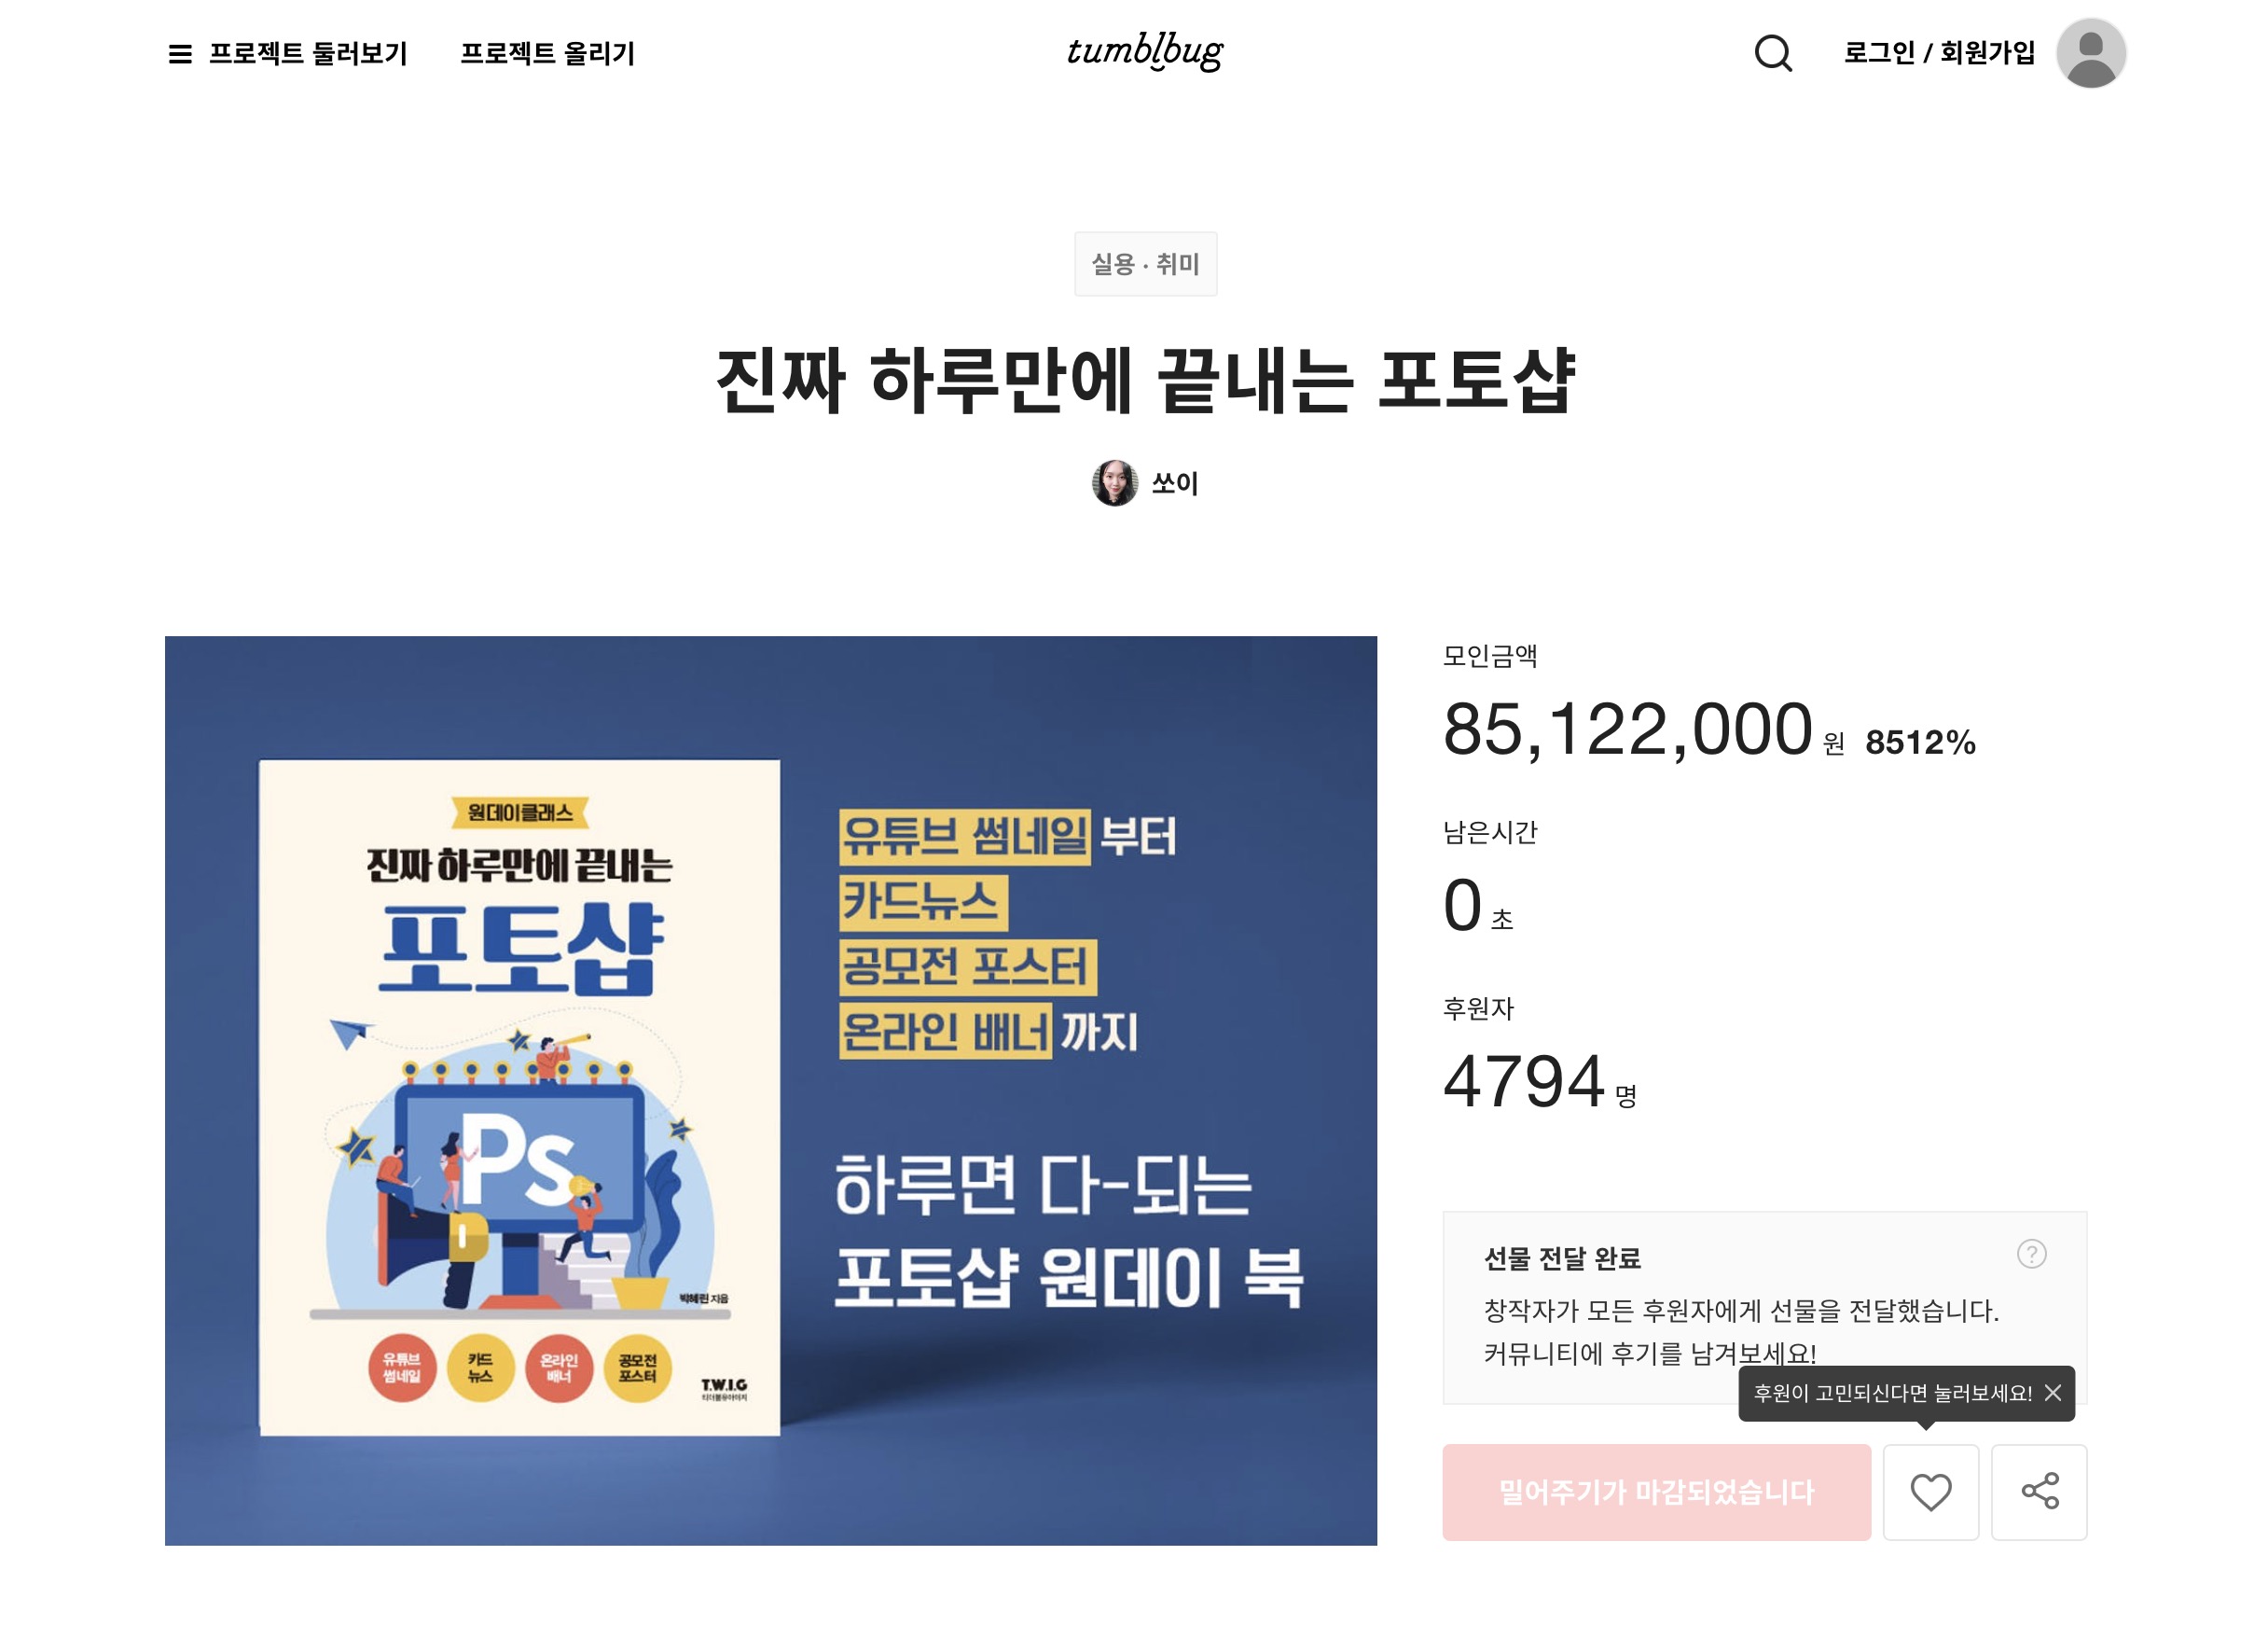 프로젝트 둘러보기
프로젝트 올리기
tumblbug
로그인 / 회원가입
실용 · 취미
진짜 하루만에 끝내는 포토샵
쏘이
원데이클래스
진짜 하루만에 끝내는
포토샵
Ps
박혜린 지음
유튜브
썸네일
카드
뉴스
온라인
배너
공모전
포스터
T.W.I.G
티더블유아이지
유튜브 썸네일 부터
카드뉴스
공모전 포스터
온라인 배너 까지
하루면 다-되는
포토샵 원데이 북
모인금액
85,122,000 원 8512%
남은시간
0 초
후원자
4794 명
선물 전달 완료
?
창작자가 모든 후원자에게 선물을 전달했습니다.
커뮤니티에 후기를 남겨보세요!
후원이 고민되신다면 눌러보세요!
밀어주기가 마감되었습니다